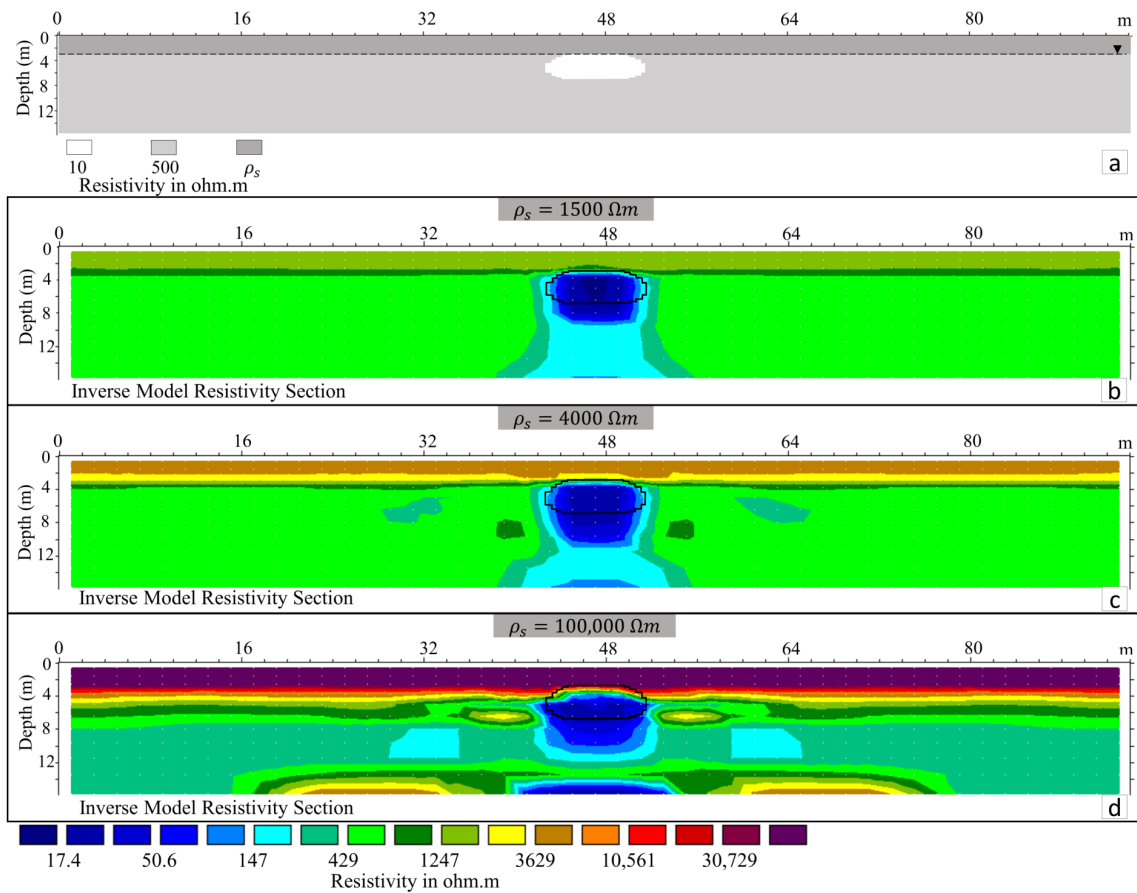 0 16 32 48 64 80 m
Depth (m)
0
4
8
12
10 500 ρₛ
Resistivity in ohm.m
a
ρₛ = 1500 Ωm
0 16 32 48 64 80 m
Depth (m)
0
4
8
12
Inverse Model Resistivity Section
b
ρₛ = 4000 Ωm
0 16 32 48 64 80 m
Depth (m)
0
4
8
12
Inverse Model Resistivity Section
c
ρₛ = 100,000 Ωm
0 16 32 48 64 80 m
Depth (m)
0
4
8
12
Inverse Model Resistivity Section
d
17.4 50.6 147 429 1247 3629 10,561 30,729
Resistivity in ohm.m